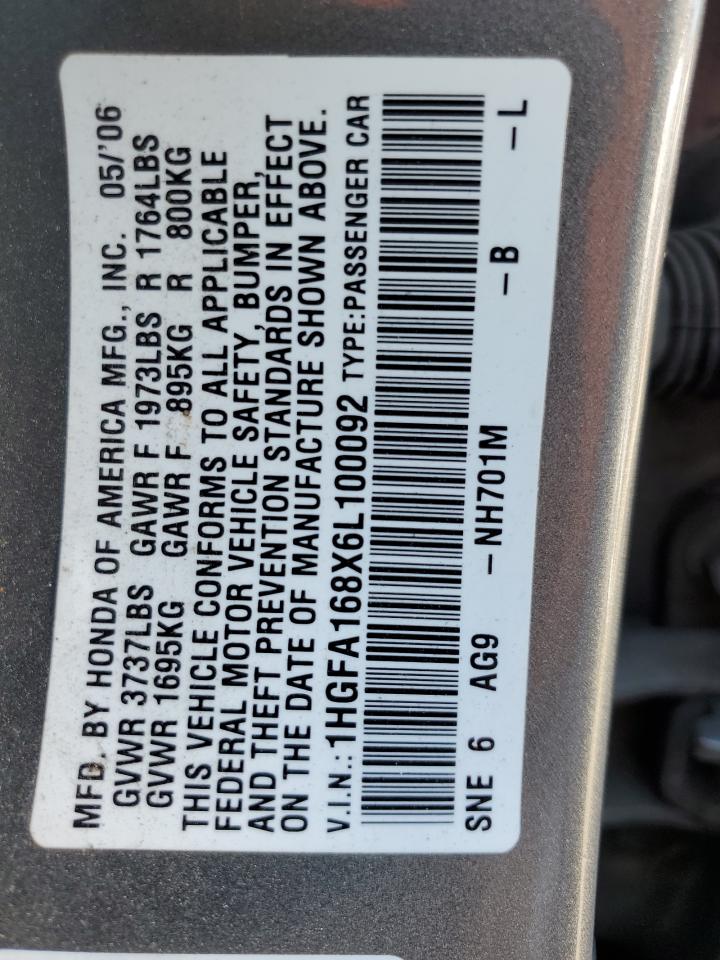 MFD. BY HONDA OF AMERICA MFG., INC. 05/'06
GVWR 3737LBS GAWR F 1973LBS R 1764LBS
GVWR 1695KG GAWR F 895KG R 800KG
THIS VEHICLE CONFORMS TO ALL APPLICABLE
FEDERAL MOTOR VEHICLE SAFETY, BUMPER,
AND THEFT PREVENTION STANDARDS IN EFFECT
ON THE DATE OF MANUFACTURE SHOWN ABOVE.
V.I.N.: 1HGFA168X6L100092 TYPE:PASSENGER CAR
SNE 6 AG9 -NH701M -B -L